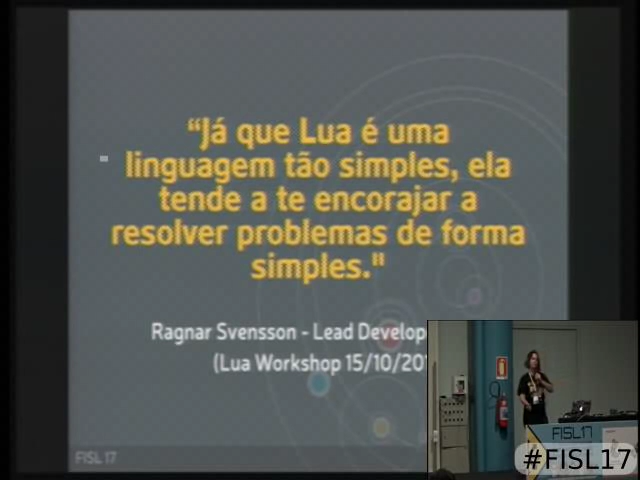 “Já que Lua é uma
linguagem tão simples, ela
tende a te encorajar a
resolver problemas de forma
simples."
Ragnar Svensson - Lead Develop
(Lua Workshop 15/10/201
FISL 17
FISL17
#FISL17